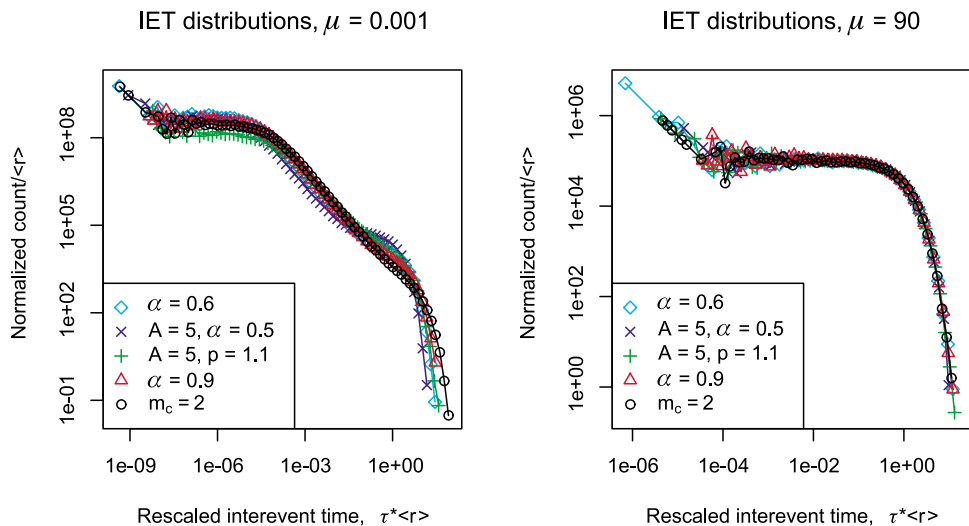 IET distributions, μ = 0.001
Normalized count/<r>
1e+08
1e+05
1e+02
1e-01
α = 0.6
A = 5, α = 0.5
A = 5, p = 1.1
α = 0.9
m_c = 2
1e-09 1e-06 1e-03 1e+00
Rescaled interevent time, τ*<r>
IET distributions, μ = 90
Normalized count/<r>
1e+06
1e+04
1e+02
1e+00
α = 0.6
A = 5, α = 0.5
A = 5, p = 1.1
α = 0.9
m_c = 2
1e-06 1e-04 1e-02 1e+00
Rescaled interevent time, τ*<r>